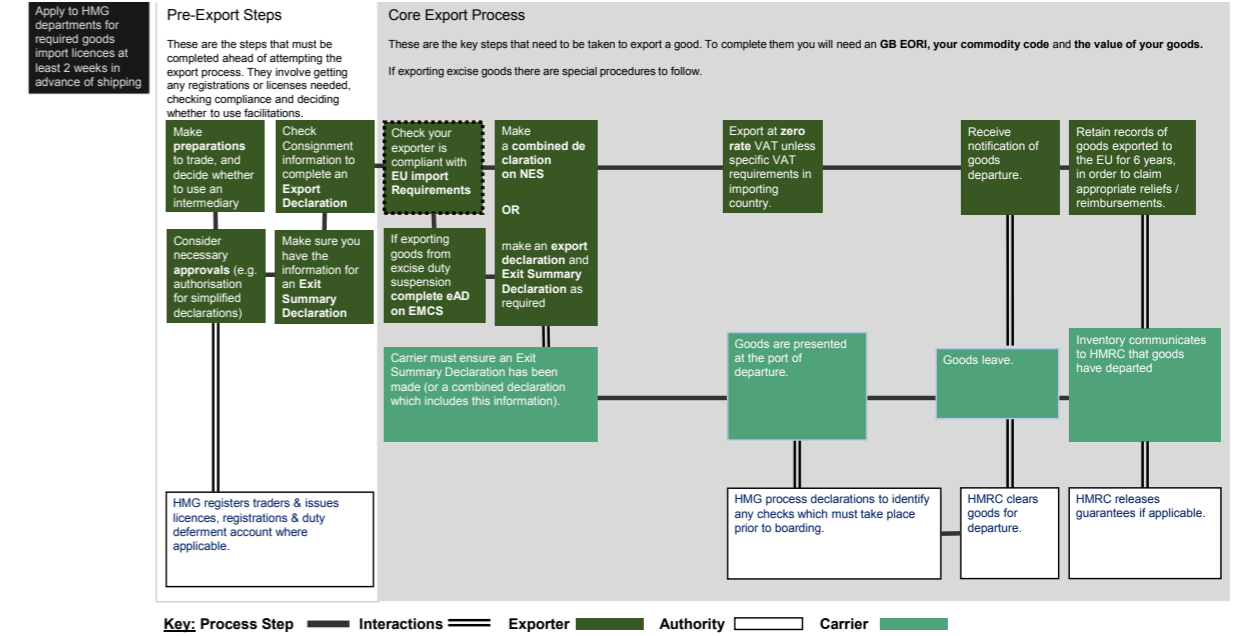 Apply to HMG
departments for
required goods
import licences at
least 2 weeks in
advance of shipping
Pre-Export Steps
These are the steps that must be
completed ahead of attempting the
export process. They involve getting
any registrations or licenses needed,
checking compliance and deciding
whether to use facilitations.
Core Export Process
These are the key steps that need to be taken to export a good. To complete them you will need an GB EORI, your commodity code and the value of your goods.
If exporting excise goods there are special procedures to follow.
Make
preparations
to trade, and
decide whether
to use an
intermediary
Check
Consignment
information to
complete an
Export
Declaration
Check your
exporter is
compliant with
EU import
Requirements
Make
a combined de
claration
on NES
OR
make an export
declaration and
Exit Summary
Declaration as
required
Export at zero
rate VAT unless
specific VAT
requirements in
importing
country.
Receive
notification of
goods
departure.
Retain records of
goods exported to
the EU for 6 years,
in order to claim
appropriate reliefs /
reimbursements.
Consider
necessary
approvals (e.g.
authorisation
for simplified
declarations)
Make sure you
have the
information for
an Exit
Summary
Declaration
If exporting
goods from
excise duty
suspension
complete eAD
on EMCS
Carrier must ensure an Exit
Summary Declaration has been
made (or a combined declaration
which includes this information).
Goods are presented
at the port of
departure.
Goods leave.
Inventory communicates
to HMRC that goods
have departed
HMG registers traders & issues
licences, registrations & duty
deferment account where
applicable.
HMG process declarations to identify
any checks which must take place
prior to boarding.
HMRC clears
goods for
departure.
HMRC releases
guarantees if applicable.
Key: Process Step Interactions Exporter Authority Carrier